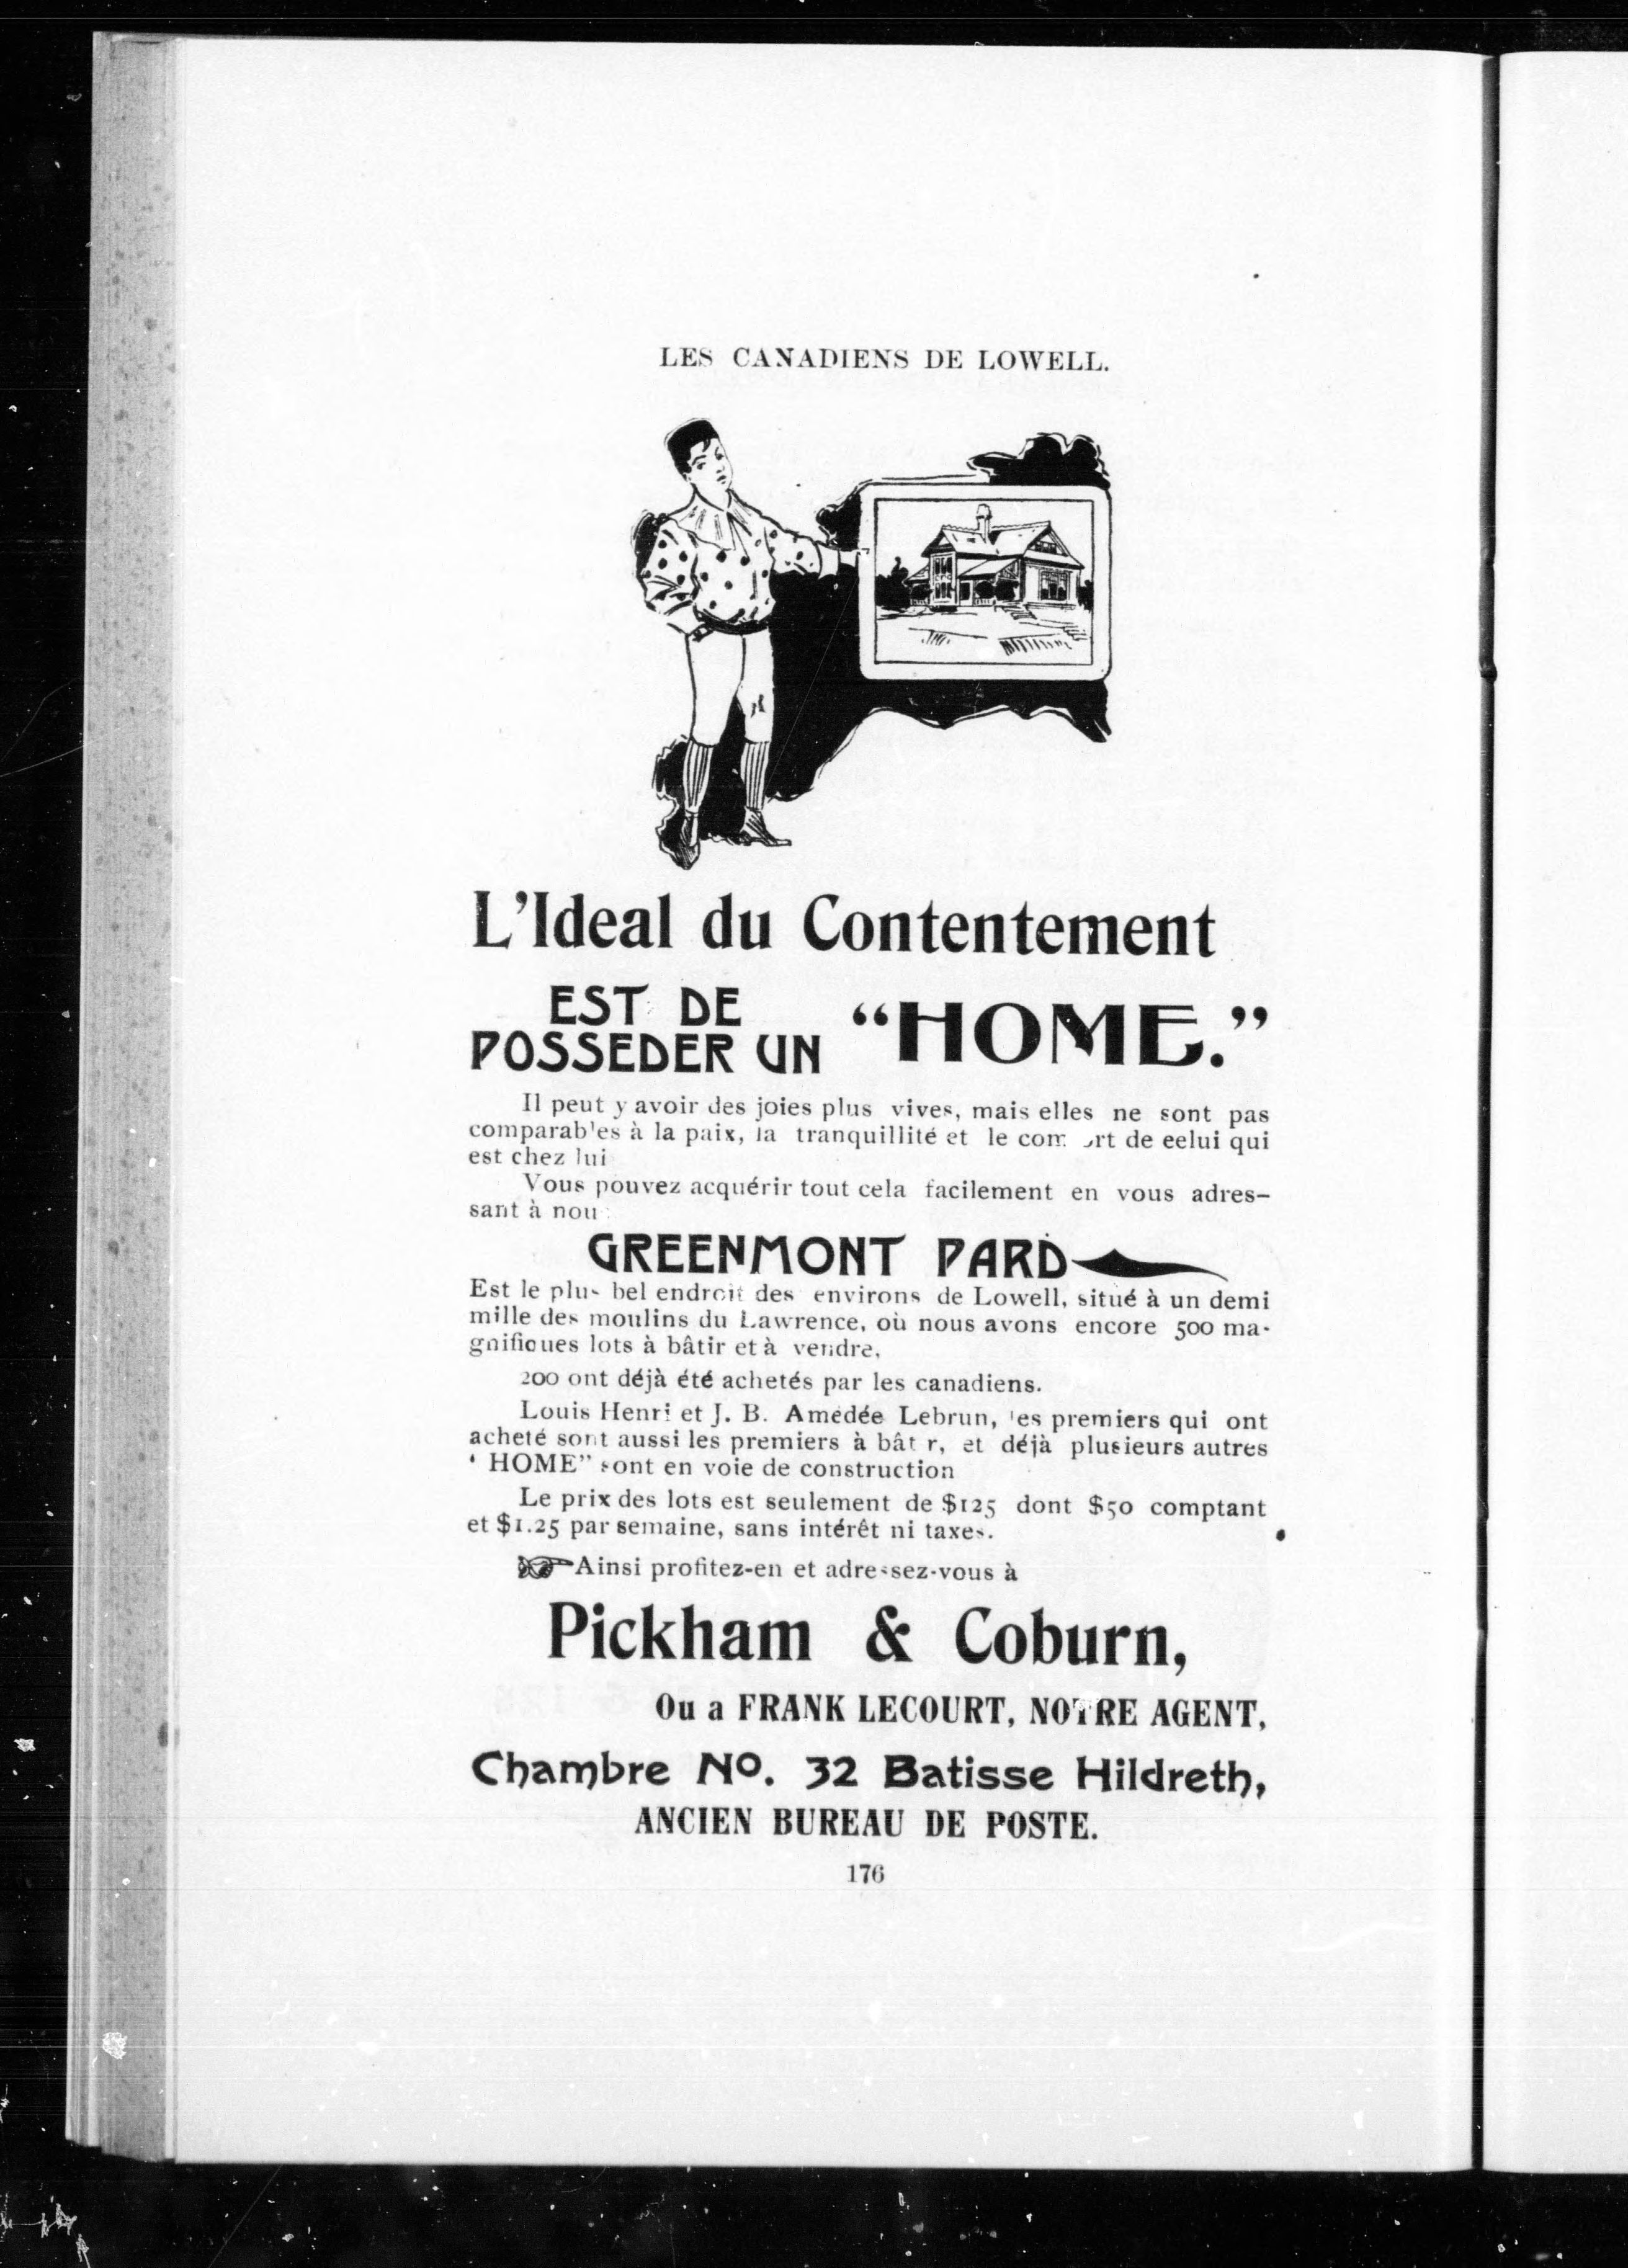 LES CANADIENS DE LOWELL.
L'Ideal du Contentement
EST DE
POSSEDER UN "HOME."
Il peut y avoir des joies plus vives, mais elles ne sont pas
comparables à la paix, la tranquillité et le de eelui qui
est chez lui
Vous pouvez acquérir tout cela facilement en vous adres-
sant à nou
GREENMONT PARD
Est le plus bel endroit des environs de Lowell, situé à un demi
mille des moulins du Lawrence, où nous avons encore 500 ma-
gnifiques lots à bâtir et à vendre,
200 ont déjà été achetés par les canadiens.
Louis Henri et J. B. Amédée Lebrun, les premiers qui ont
acheté sont aussi les premiers à bât r, et déjà plusieurs autres
' HOME" sont en voie de construction
Le prix des lots est seulement de $125 dont $50 comptant
et $1.25 par semaine, sans intérêt ni taxes.
Ainsi profitez-en et adressez-vous à
Pickham & Coburn,
Ou a FRANK LECOURT, NOTRE AGENT,
Chambre No. 32 Batisse Hildreth,
ANCIEN BUREAU DE POSTE.
176